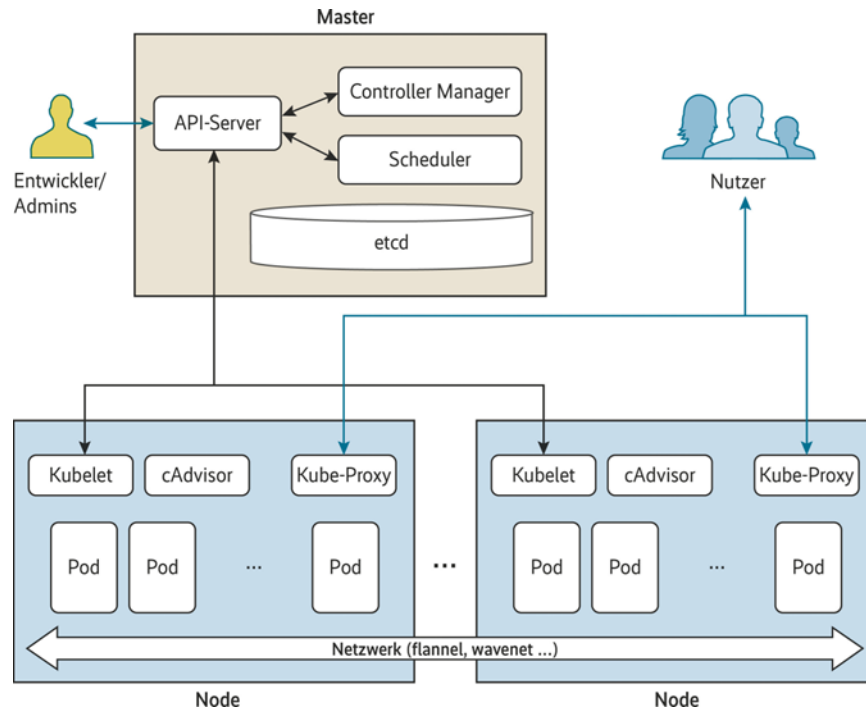 Master
API-Server
Controller Manager
Scheduler
etcd
Entwickler/
Admins
Nutzer
Kubelet
cAdvisor
Kube-Proxy
Pod
Pod
...
Pod
...
Kubelet
cAdvisor
Kube-Proxy
Pod
Pod
...
Pod
Netzwerk (flannel, wavenet ...)
Node
Node